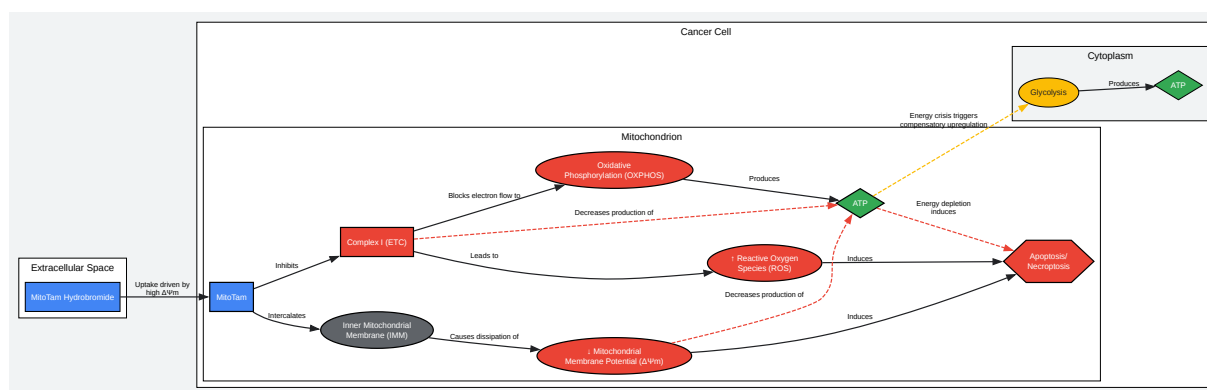 Cancer Cell
Cytoplasm
Glycolysis
Produces
ATP
Energy crisis triggers
compensatory upregulation
Mitochondrion
Oxidative
Phosphorylation (OXPHOS)
Blocks electron flow to
Produces
ATP
Decreases production of
Energy depletion
induces
Complex I (ETC)
Leads to
↑ Reactive Oxygen
Species (ROS)
Induces
Apoptosis/
Necroptosis
Inhibits
Extracellular Space
MitoTam Hydrobromide
Uptake driven by
high ΔΨm
MitoTam
Decreases production of
Intercalates
Inner Mitochondrial
Membrane (IMM)
Causes dissipation of
↓ Mitochondrial
Membrane Potential (ΔΨm)
Induces